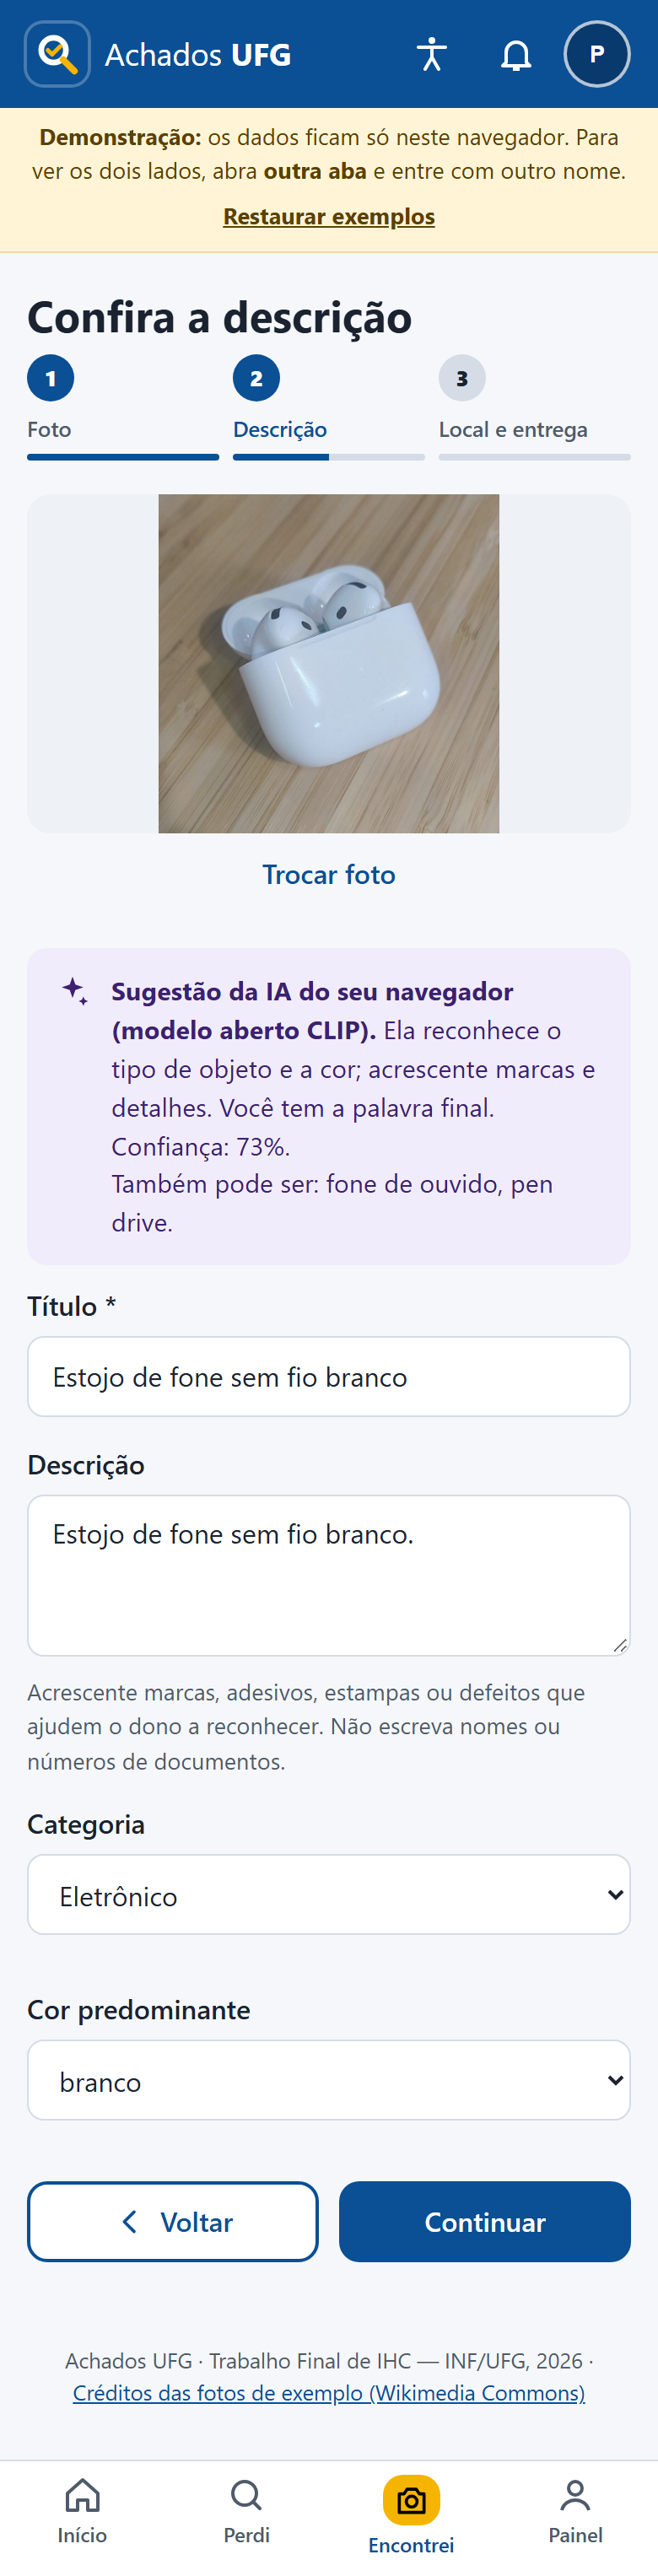 Achados UFG
P
Demonstração: os dados ficam só neste navegador. Para
ver os dois lados, abra outra aba e entre com outro nome.
Restaurar exemplos
Confira a descrição
1
2
3
Foto
Descrição
Local e entrega
Trocar foto
Sugestão da IA do seu navegador
(modelo aberto CLIP). Ela reconhece o
tipo de objeto e a cor; acrescente marcas e
detalhes. Você tem a palavra final.
Confiança: 73%.
Também pode ser: fone de ouvido, pen
drive.
Título *
Estojo de fone sem fio branco
Descrição
Estojo de fone sem fio branco.
Acrescente marcas, adesivos, estampas ou defeitos que
ajudem o dono a reconhecer. Não escreva nomes ou
números de documentos.
Categoria
Eletrônico
Cor predominante
branco
Voltar
Continuar
Achados UFG · Trabalho Final de IHC — INF/UFG, 2026 ·
Créditos das fotos de exemplo (Wikimedia Commons)
Início
Perdi
Encontrei
Painel